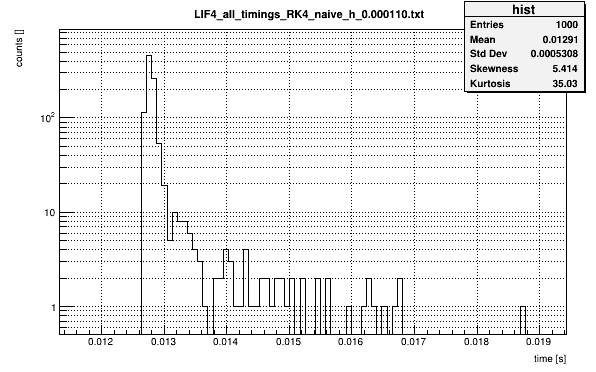 LIF4_all_timings_RK4_naive_h_0.000110.txt
hist
Entries 1000
Mean 0.01291
Std Dev 0.0005308
Skewness 5.414
Kurtosis 35.03
counts []
10²
10
1
0.012 0.013 0.014 0.015 0.016 0.017 0.018 0.019
time [s]